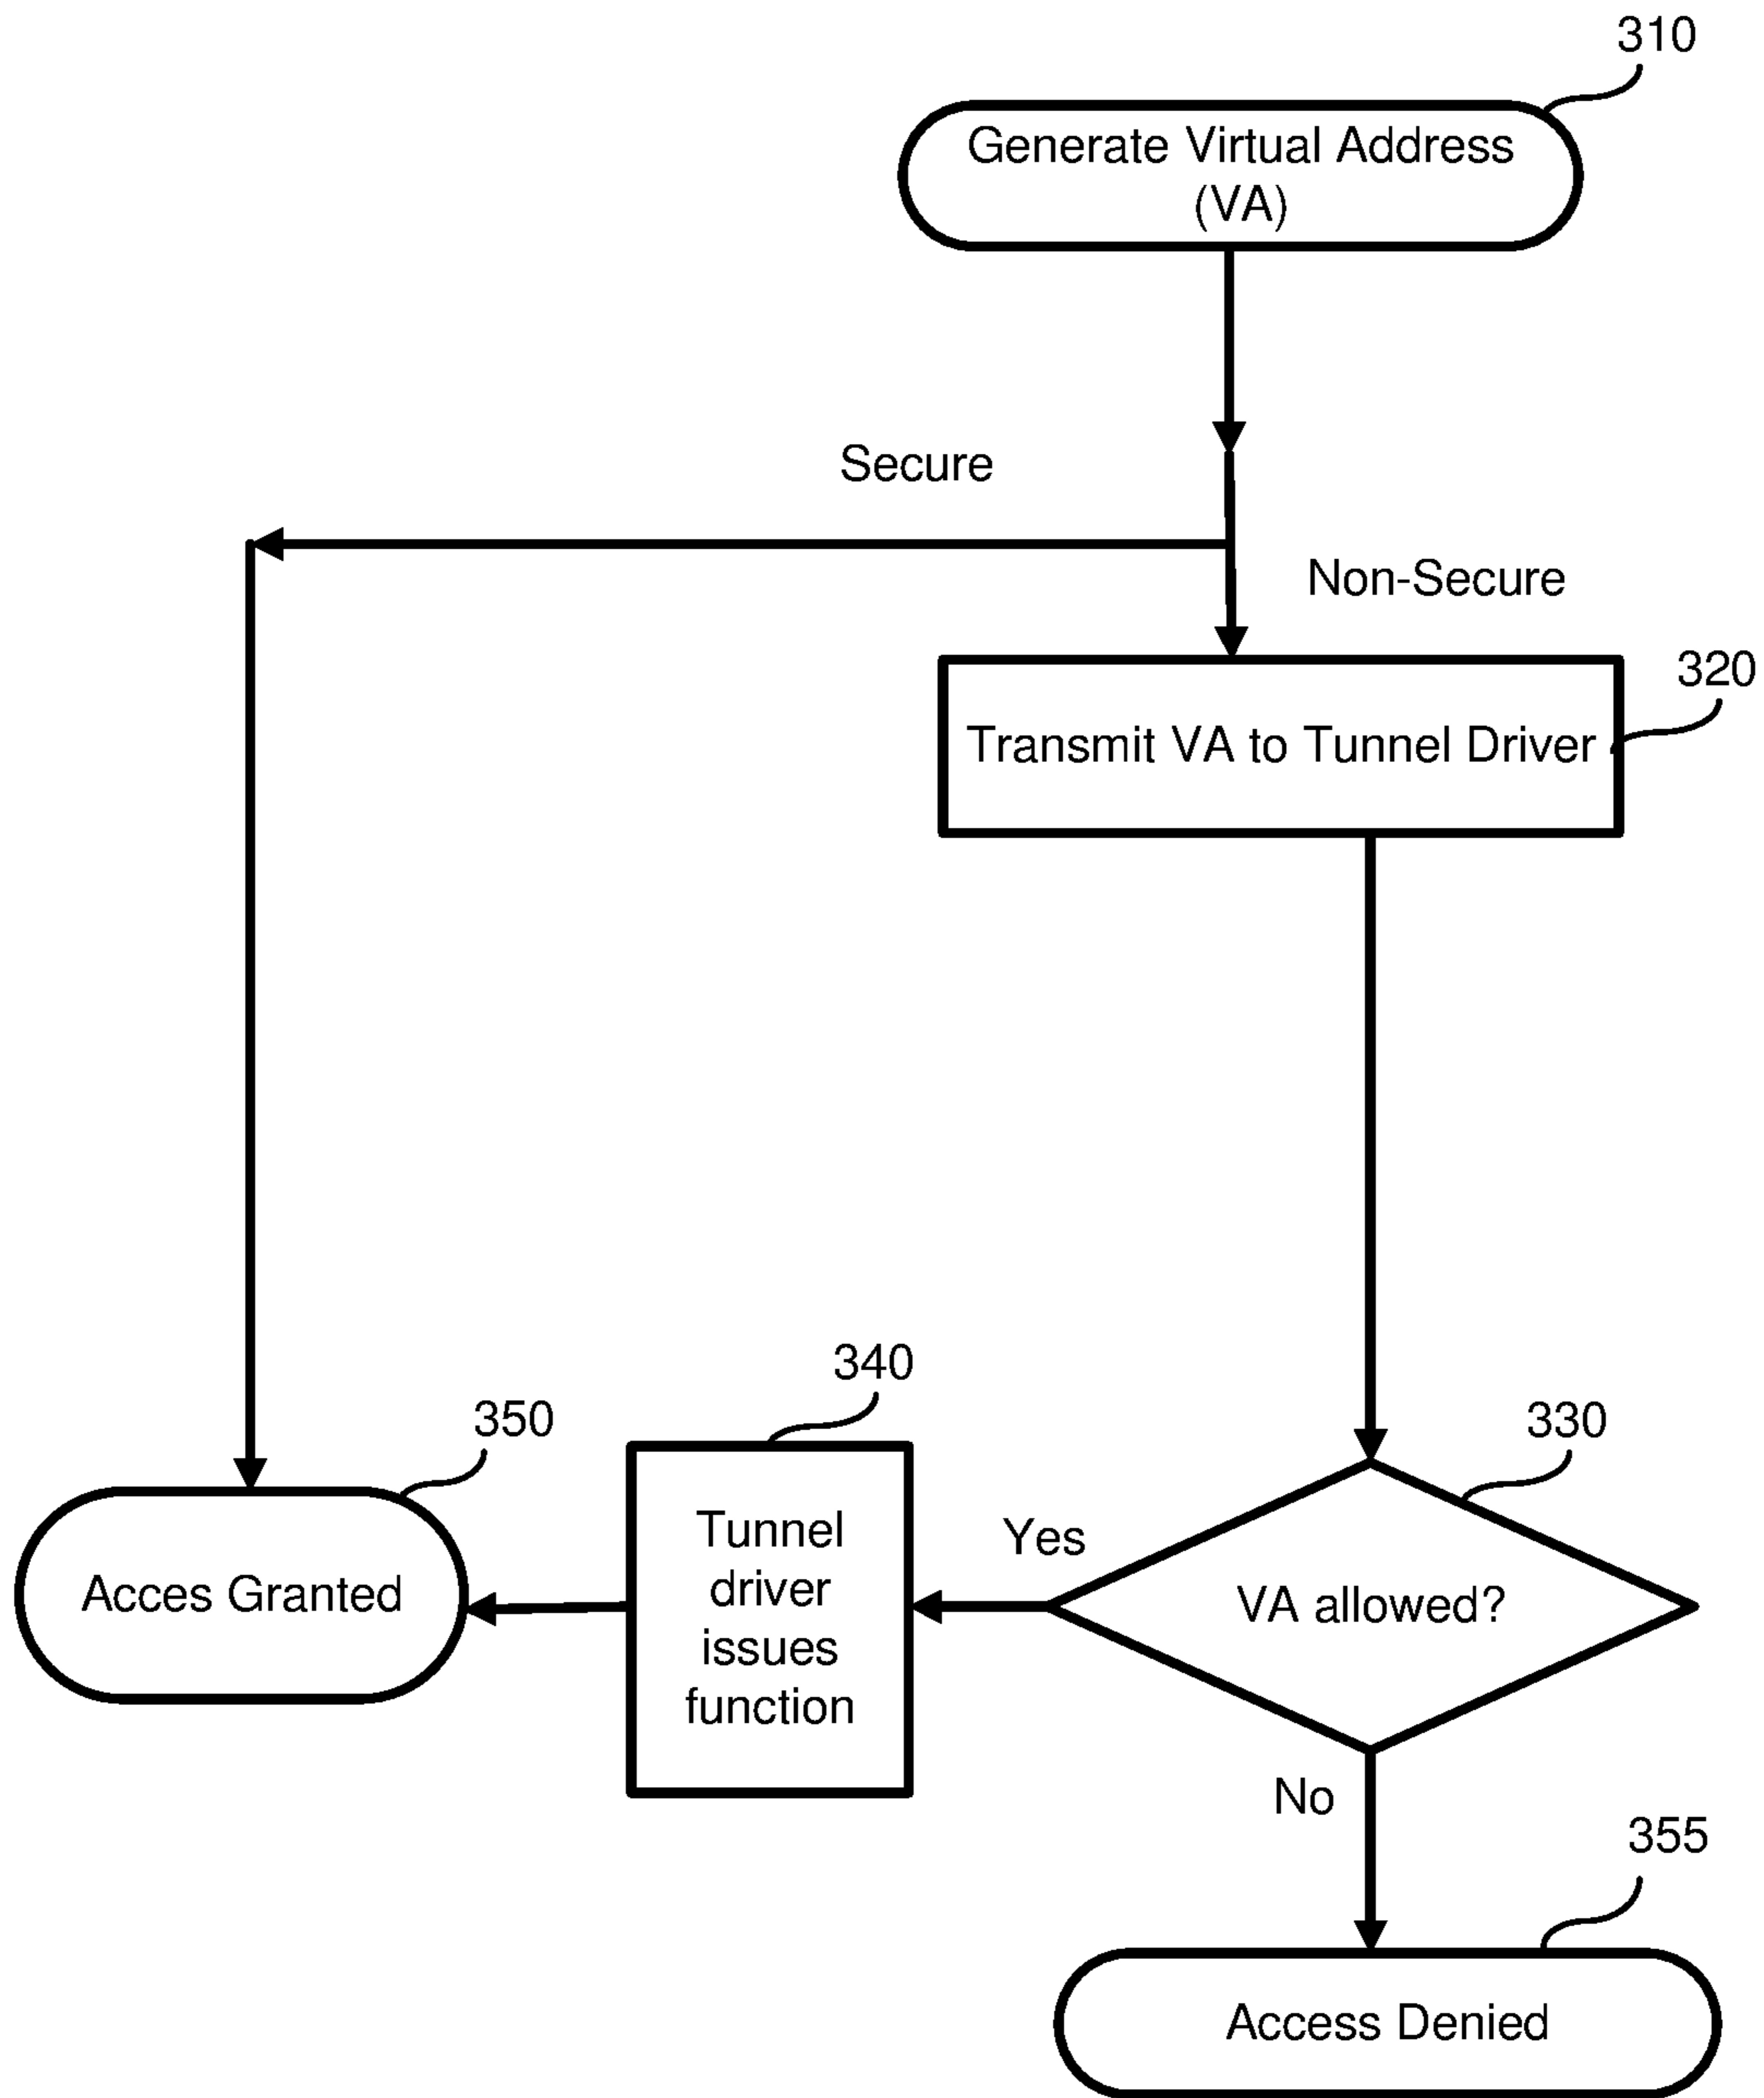 310
Generate Virtual Address
(VA)
Secure
Non-Secure
320
Transmit VA to Tunnel Driver
340
350
330
Tunnel
driver
issues
function
Yes
Acces Granted
VA allowed?
No
355
Access Denied